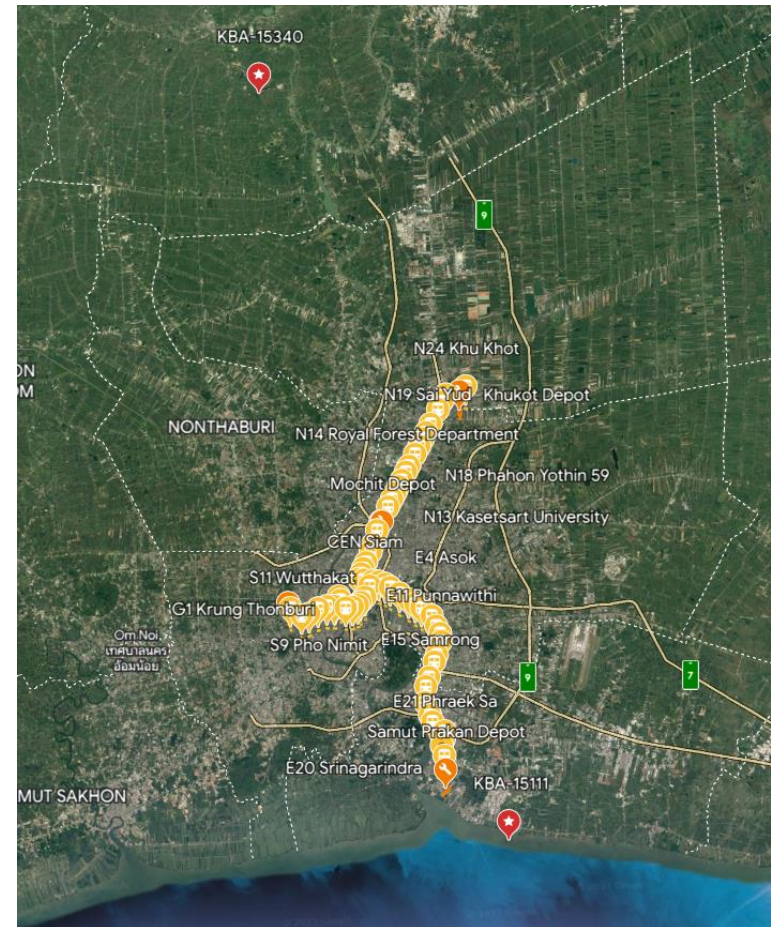 KBA-15340
9
N24 Khu Khot
N19 Sai Yud
Khukot Depot
NONTHABURI
N14 Royal Forest Department
Mochit Depot
N18 Phahon Yothin 59
N13 Kasetsart University
CEN Siam
E4 Asok
S11 Wutthakat
E11 Punnawithi
G1 Krung Thonburi
Om Noi
เทศบาลนคร
อ้อมน้อย
S9 Pho Nimit
E15 Samrong
9
7
E21 Phraek Sa
Samut Prakan Depot
E20 Srinagarindra
KBA-15111
MUT SAKHON